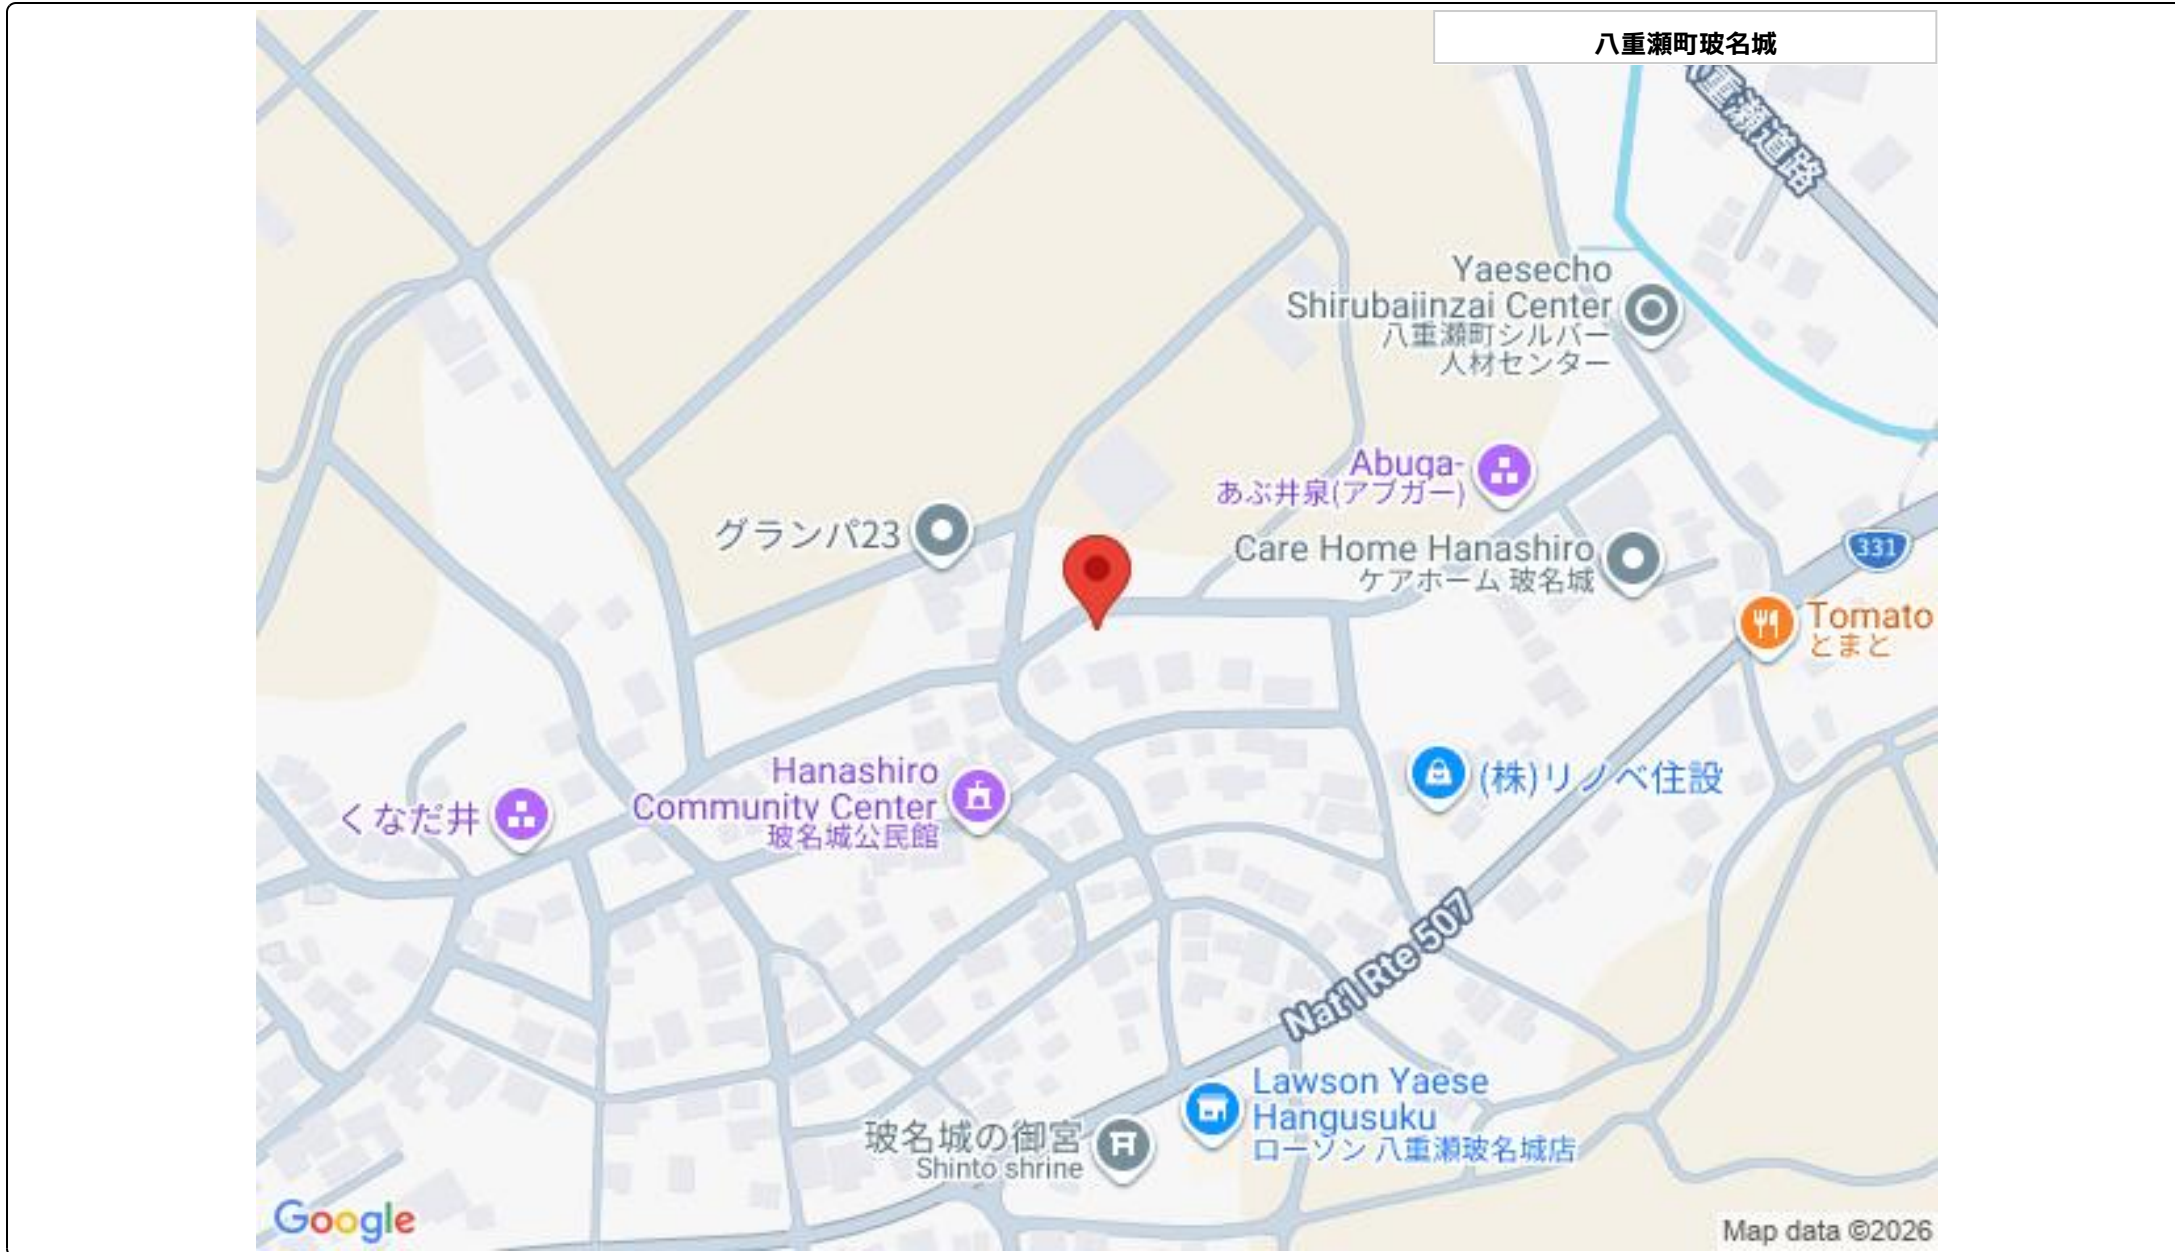 八重瀬町玻名城
重瀬道路
Yaesecho
Shirubajinzai Center
八重瀬町シルバー
人材センター
Abuga-
あぶ井泉(アブガー)
グランパ23
Care Home Hanashiro
ケアホーム 玻名城
331
Tomato
とまと
Hanashiro
Community Center
玻名城公民館
(株)リノベ住設
くなだ井
Nat'l Rte 507
Lawson Yaese
Hangusuku
ローソン 八重瀬玻名城店
玻名城の御宮
Shinto shrine
Google
Map data ©2026